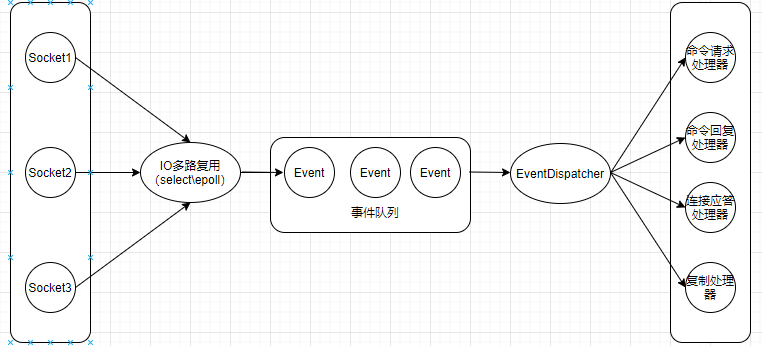 Socket1
Socket2
Socket3
IO多路复用
（select\epoll）
Event
Event
Event
事件队列
EventDispatcher
命令请求
处理器
命令回复
处理器
连接应答
处理器
复制处理
器